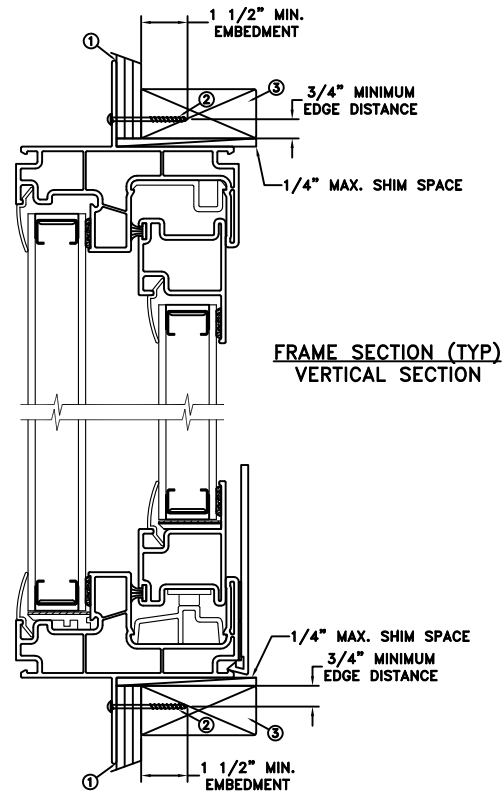 1 1/2” MIN.
EMBEDMENT
1
2
3
3/4” MINIMUM
EDGE DISTANCE
1/4” MAX. SHIM SPACE
FRAME SECTION (TYP)
VERTICAL SECTION
1/4” MAX. SHIM SPACE
3/4” MINIMUM
EDGE DISTANCE
2
3
1
1 1/2” MIN.
EMBEDMENT